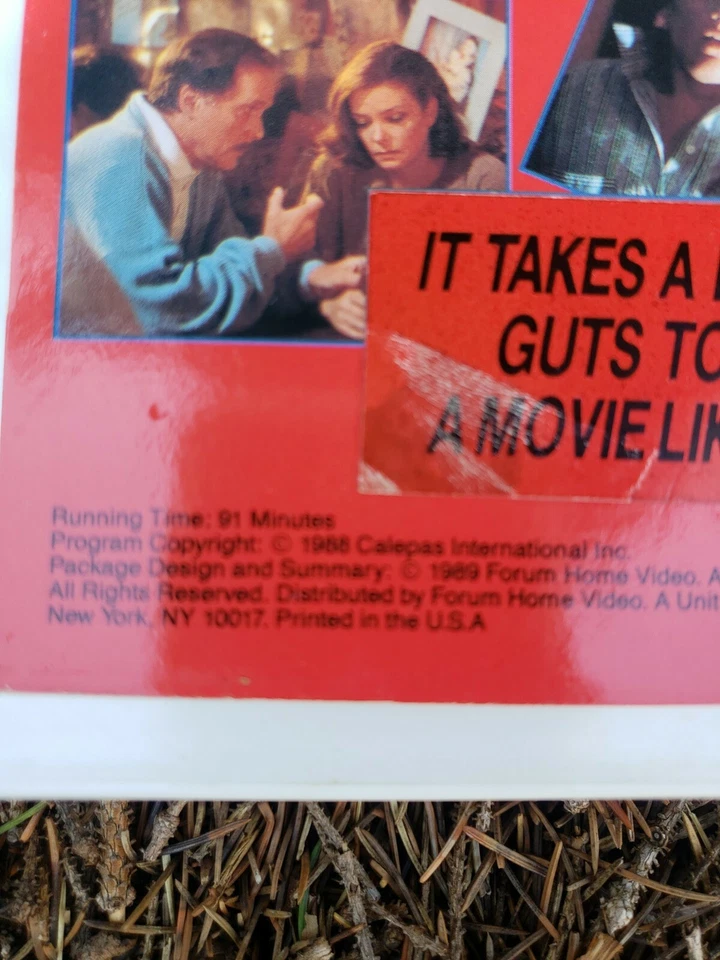 IT TAKES A
GUTS TO
A MOVIE LIK
Running Time: 91 Minutes
Program Copyright: © 1988 Calepas International Inc.
Package Design and Summary: © 1989 Forum Home Video. A
All Rights Reserved. Distributed by Forum Home Video. A Unit
New York, NY 10017. Printed in the U.S.A